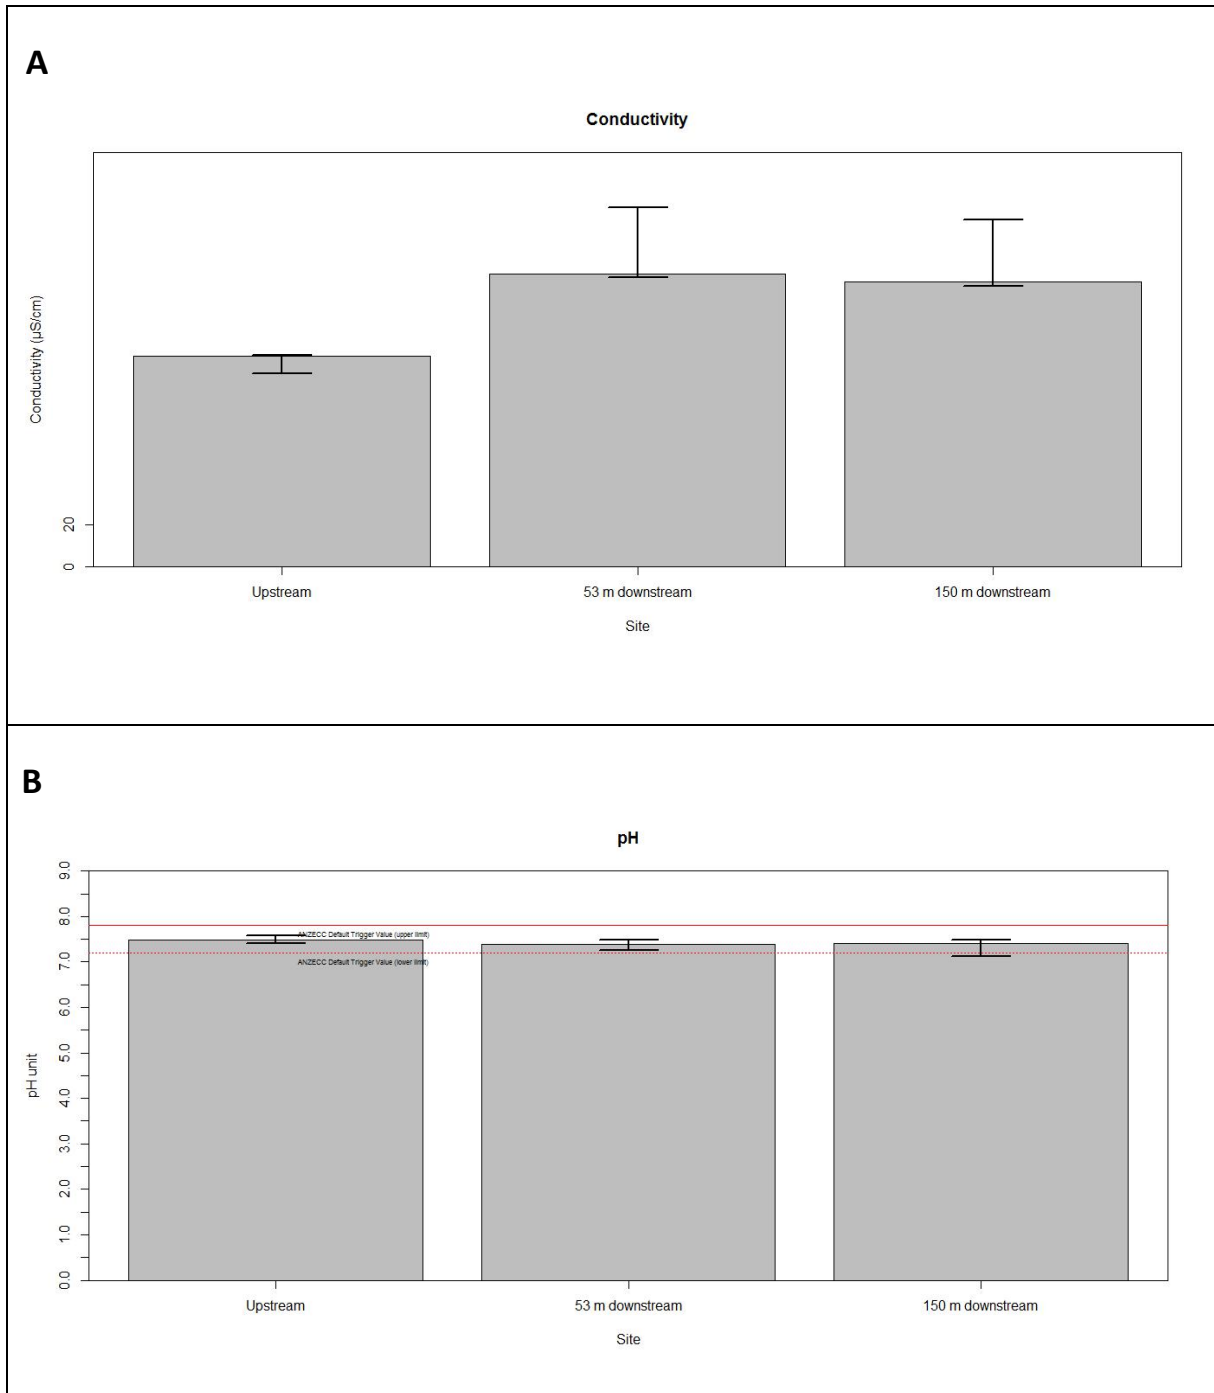 A
Conductivity
Conductivity (µS/cm)
20
0
Upstream
53 m downstream
150 m downstream
Site
B
pH
pH unit
9.0
8.0
7.0
6.0
5.0
4.0
3.0
2.0
1.0
0.0
ANZECC Default Trigger Value (upper limit)
ANZECC Default Trigger Value (lower limit)
Upstream
53 m downstream
150 m downstream
Site